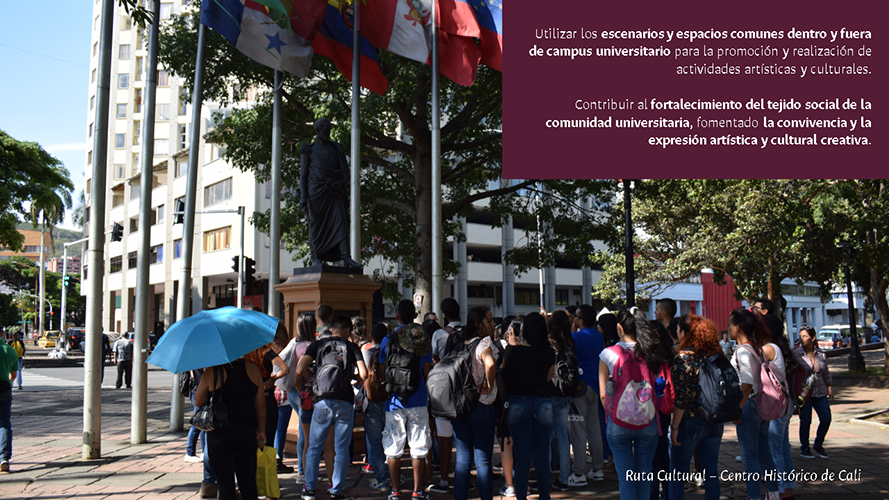 Utilizar los escenarios y espacios comunes dentro y fuera
de campus universitario para la promoción y realización de
actividades artísticas y culturales.
Contribuir al fortalecimiento del tejido social de la
comunidad universitaria, fomentado la convivencia y la
expresión artística y cultural creativa.
Ruta Cultural – Centro Histórico de Cali